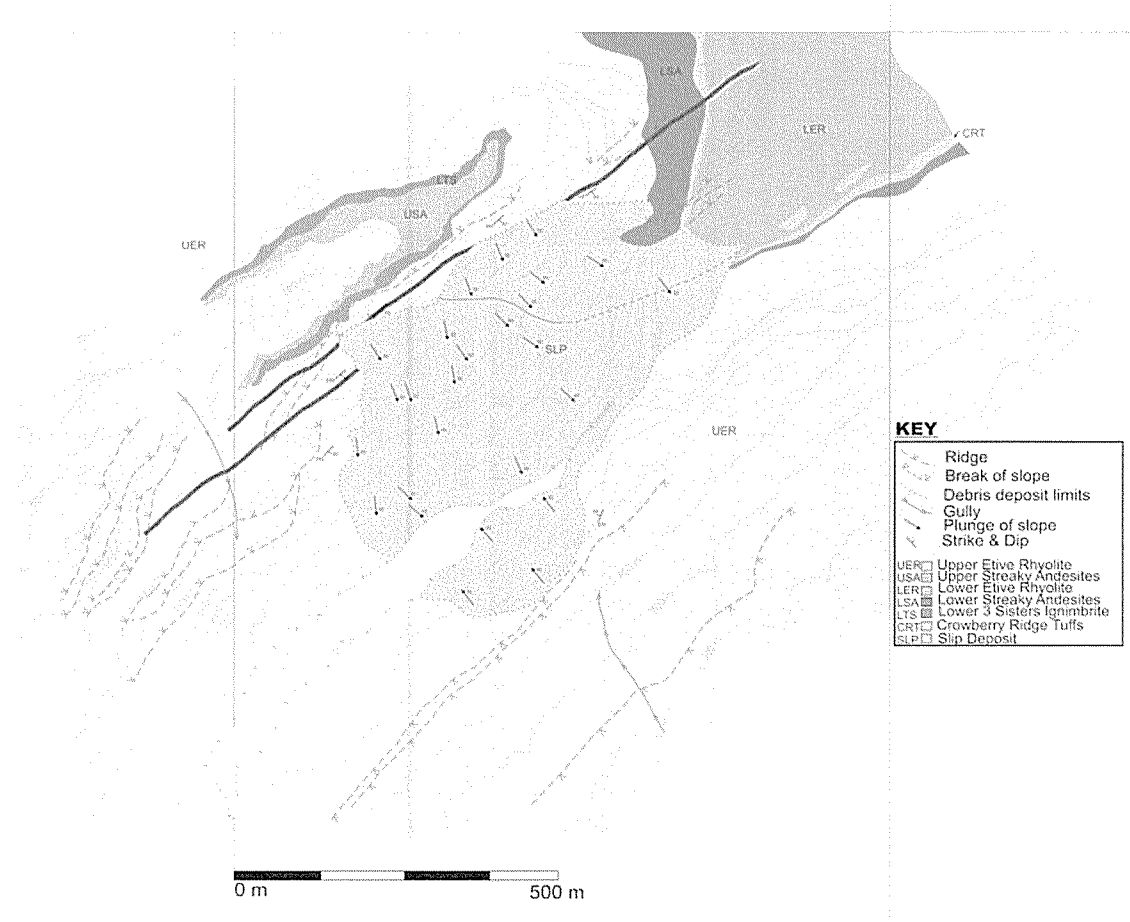 LSA
LER
CRT
LTS
USA
UER
SLP
UER
KEY
Ridge
Break of slope
Debris deposit limits
Gully
Plunge of slope
Strike & Dip
UER Upper Etive Rhyolite
USA Upper Streaky Andesites
LER Lower Etive Rhyolite
LSA Lower Streaky Andesites
LTS Lower 3 Sisters Ignimbrite
CRT Crowberry Ridge Tuffs
SLP Slip Deposit
0 m 500 m